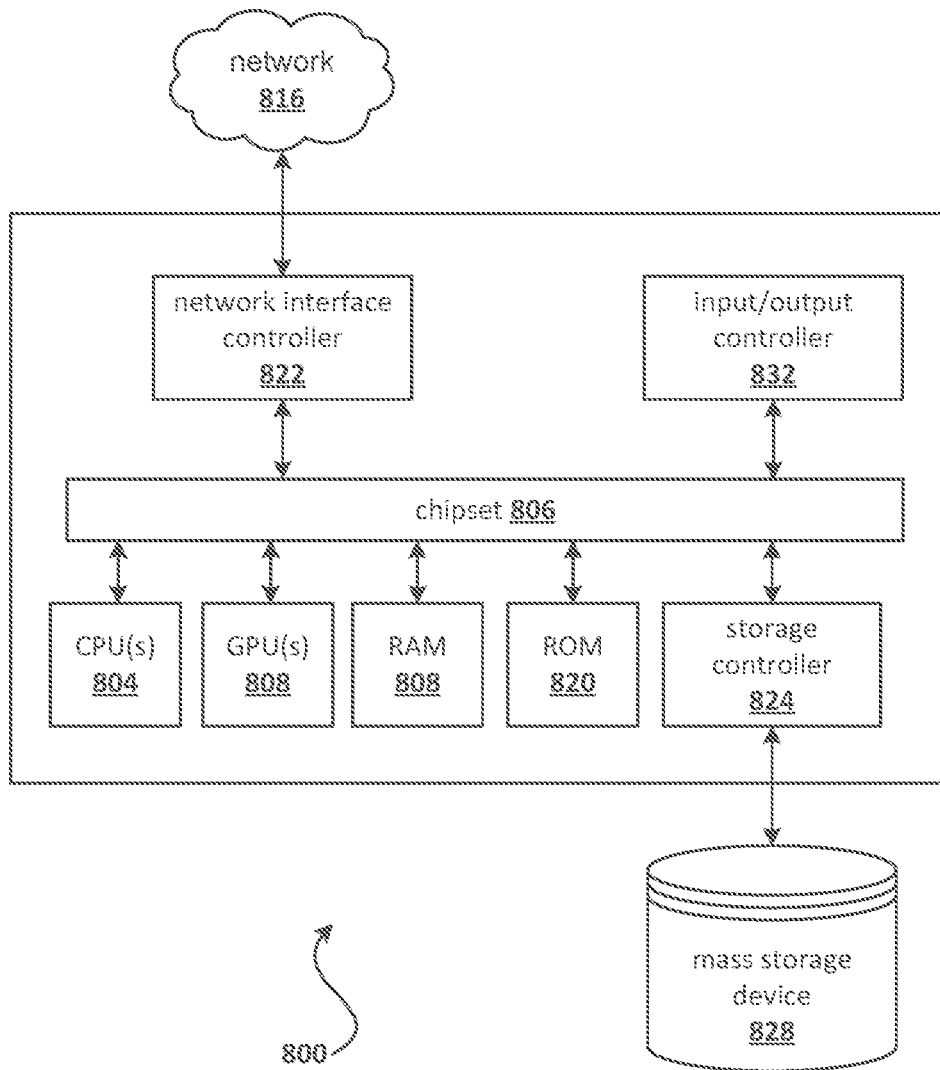 network
816
network interface
controller
822
input/output
controller
832
chipset 806
CPU(s)
804
GPU(s)
808
RAM
808
ROM
820
storage
controller
824
mass storage
device
828
800